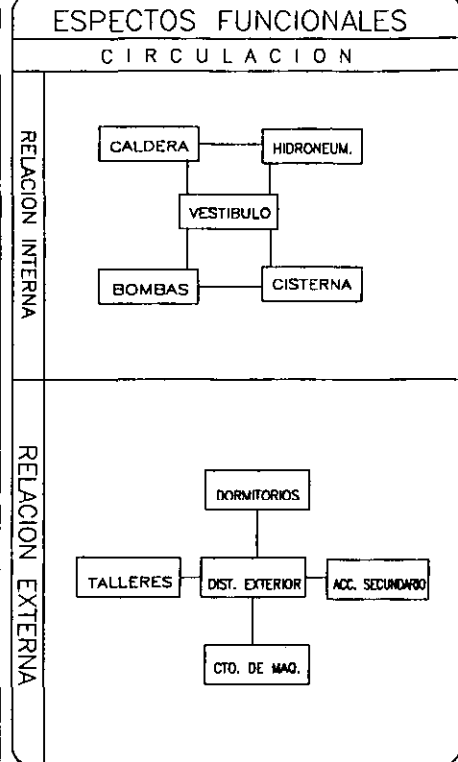 ESPECTOS FUNCIONALES
CIRCULACION
RELACION INTERNA
CALDERA
HIDRONEUM.
VESTIBULO
BOMBAS
CISTERNA
RELACION EXTERNA
DORMITORIOS
TALLERES
DIST. EXTERIOR
ACC. SECUNDARIO
CTO. DE MAQ.